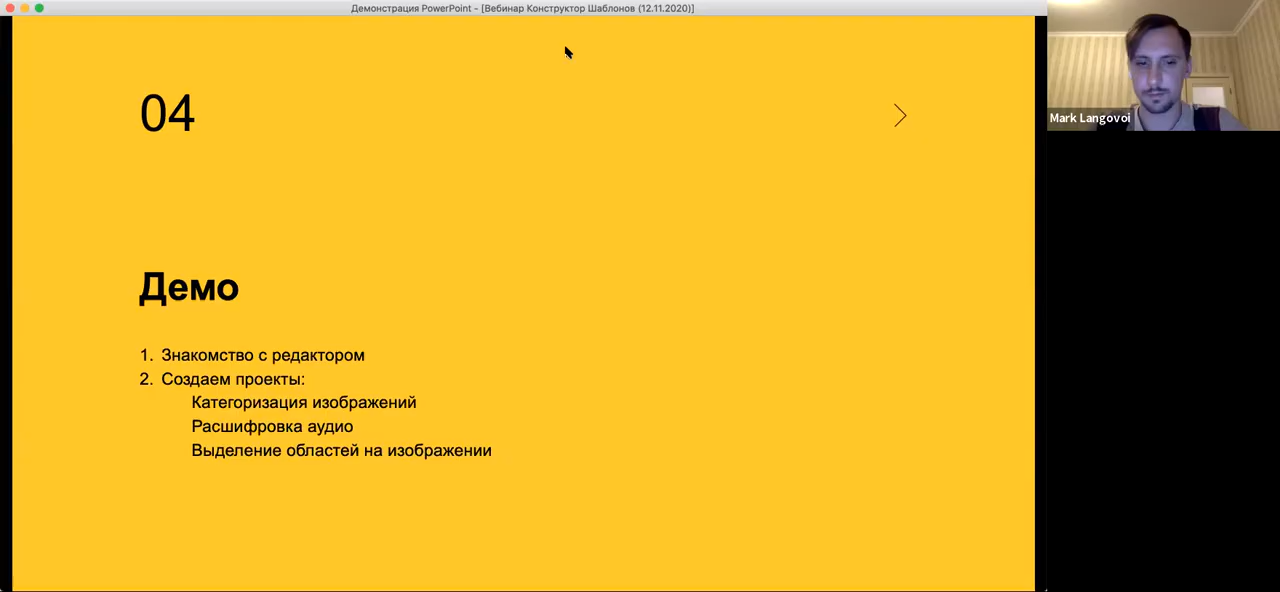 Демонстрация PowerPoint - [Вебинар Конструктор Шаблонов (12.11.2020)]
Mark Langovoi
04
Демо
1. Знакомство с редактором
2. Создаем проекты:
Категоризация изображений
Расшифровка аудио
Выделение областей на изображении